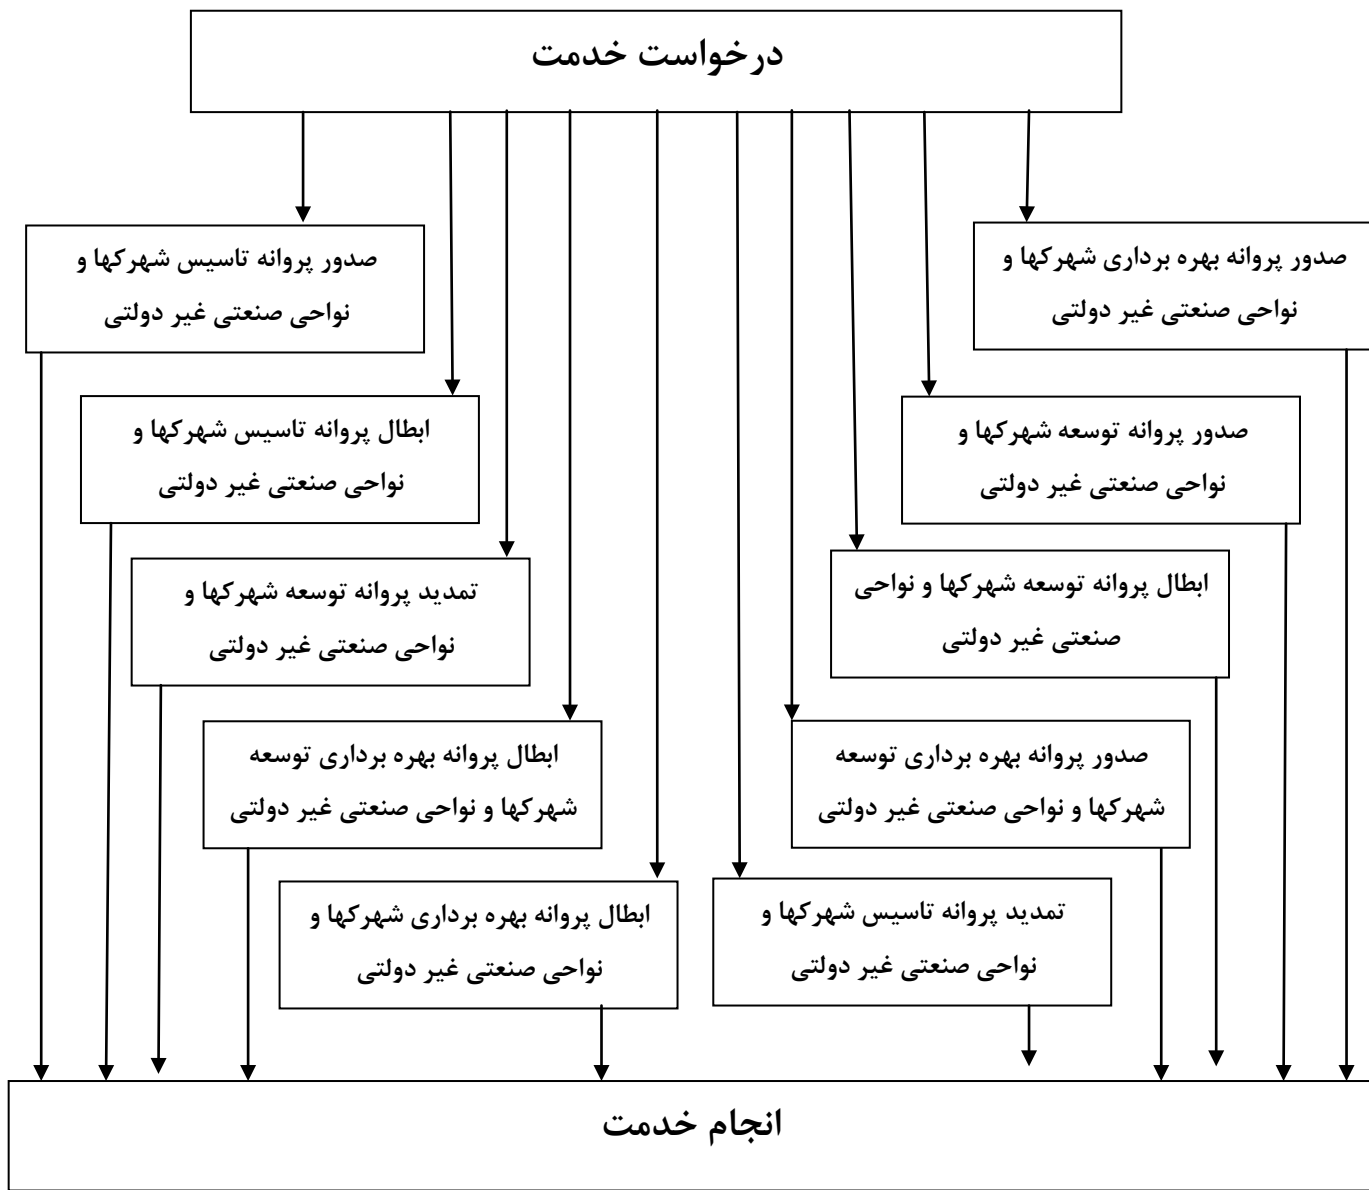 درخواست خدمت
صدور پروانه بهره برداری شهرکها و
نواحی صنعتی غیر دولتی
صدور پروانه تاسیس شهرکها و
نواحی صنعتی غیر دولتی
صدور پروانه توسعه شهرکها و
نواحی صنعتی غیر دولتی
ابطال پروانه تاسیس شهرکها و
نواحی صنعتی غیر دولتی
ابطال پروانه توسعه شهرکها و نواحی
صنعتی غیر دولتی
تمدید پروانه توسعه شهرکها و
نواحی صنعتی غیر دولتی
صدور پروانه بهره برداری توسعه
شهرکها و نواحی صنعتی غیر دولتی
ابطال پروانه بهره برداری توسعه
شهرکها و نواحی صنعتی غیر دولتی
تمدید پروانه تاسیس شهرکها و
نواحی صنعتی غیر دولتی
ابطال پروانه بهره برداری شهرکها و
نواحی صنعتی غیر دولتی
انجام خدمت